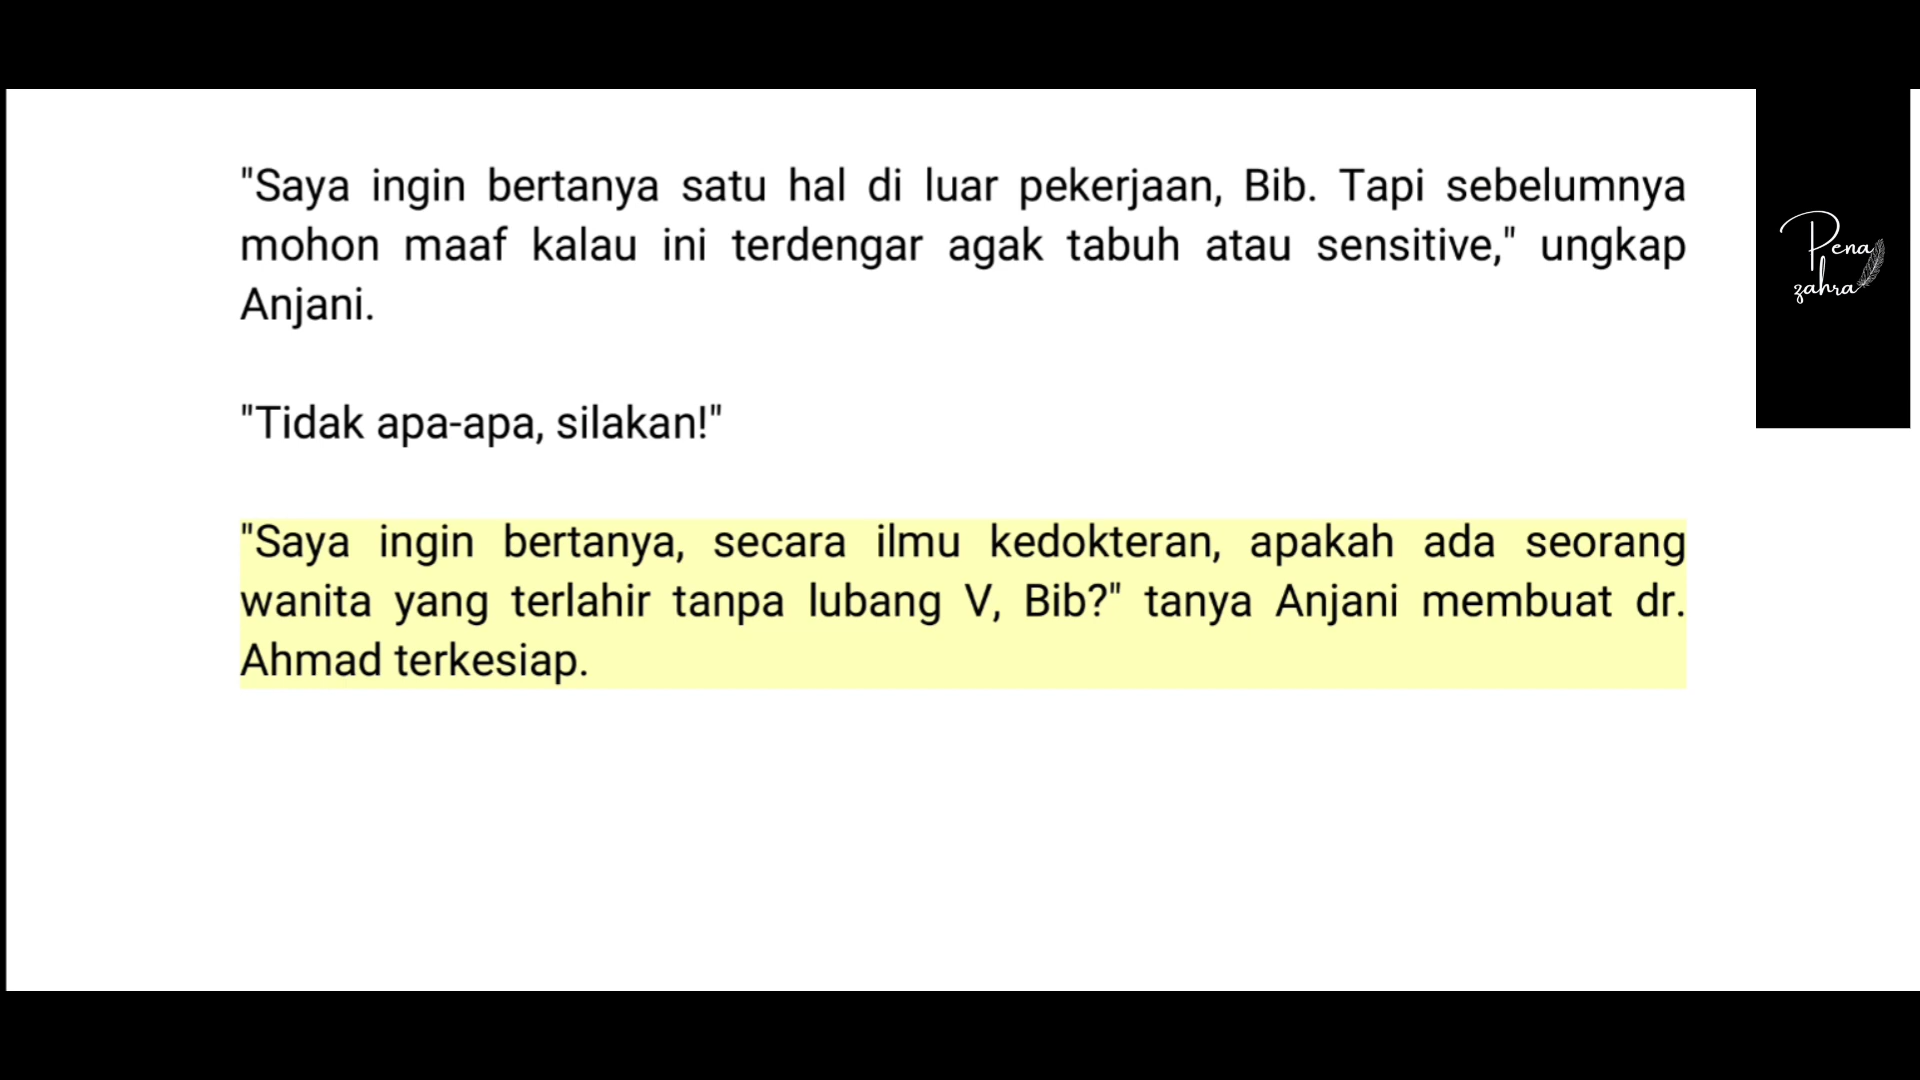 "Saya ingin bertanya satu hal di luar pekerjaan, Bib. Tapi sebelumnya
mohon maaf kalau ini terdengar agak tabuh atau sensitive," ungkap
Anjani.
"Tidak apa-apa, silakan!"
"Saya ingin bertanya, secara ilmu kedokteran, apakah ada seorang
wanita yang terlahir tanpa lubang V, Bib?" tanya Anjani membuat dr.
Ahmad terkesiap.
Pena
zahra